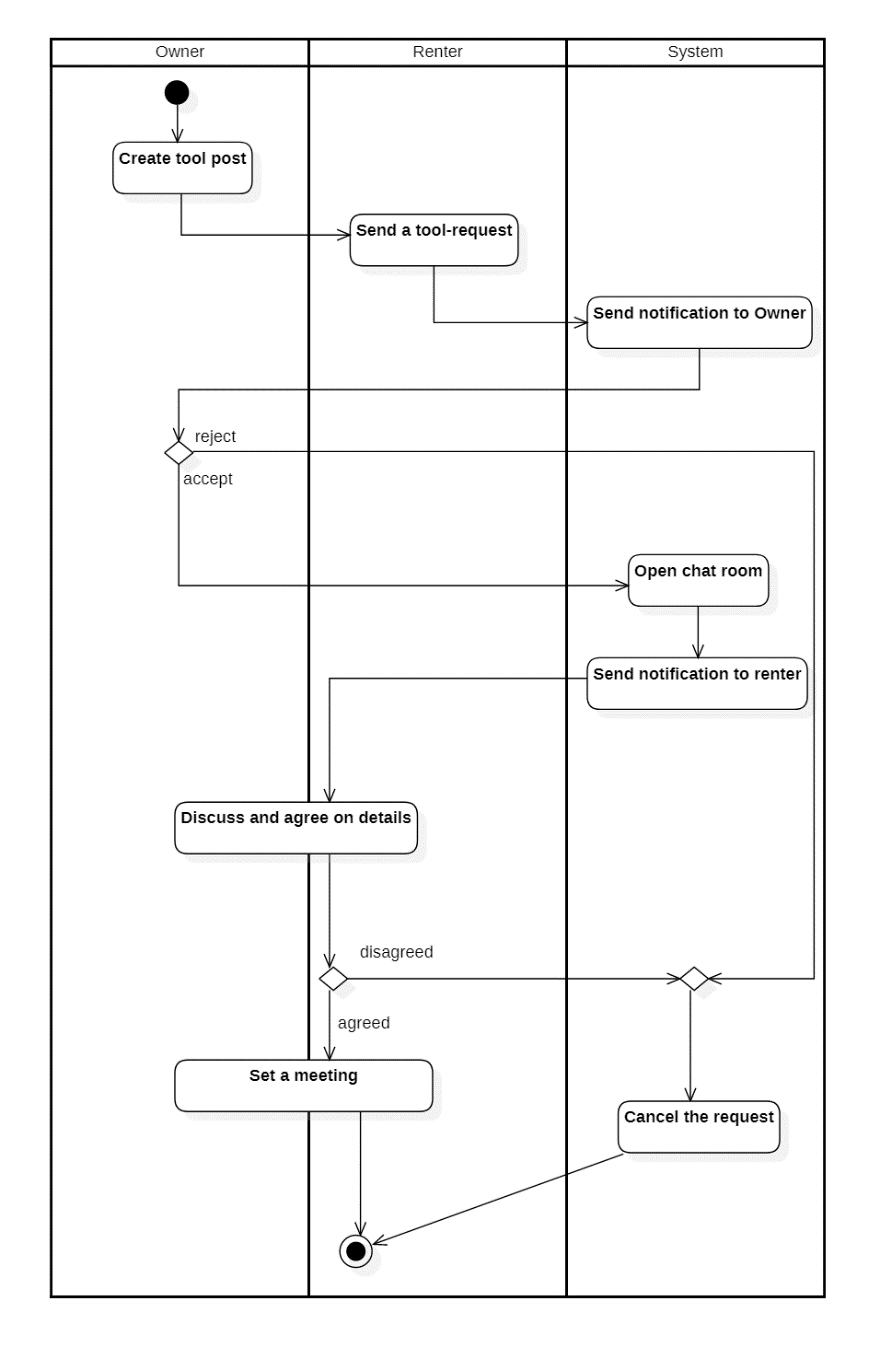 Owner
Renter
System
Create tool post
Send a tool-request
Send notification to Owner
reject
accept
Open chat room
Send notification to renter
Discuss and agree on details
disagreed
agreed
Set a meeting
Cancel the request